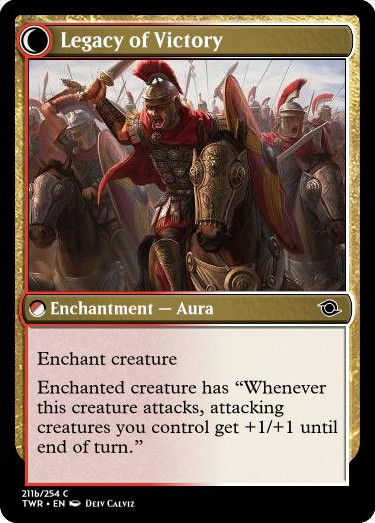 Legacy of Victory
Enchantment — Aura
Enchant creature
Enchanted creature has “Whenever
this creature attacks, attacking
creatures you control get +1/+1 until
end of turn.”
211b/254 C
TWR • EN Deiv Calviz